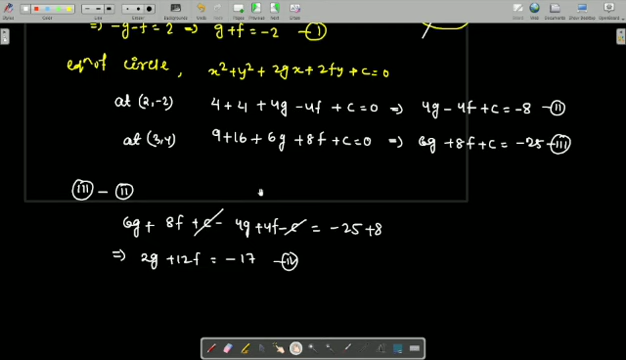 => -g-f=2 => g+f=-2 —(I)
eqn of circle, x²+y²+2gx+2fy+c=0
at (2,-2) 4+4+4g-4f+c=0 => 4g-4f+c=-8 —(II)
at (3,4) 9+16+6g+8f+c=0 => 6g+8f+c=-25 —(III)
(III) - (II)
6g+8f+c-4g+4f-c=-25+8
=> 2g+12f=-17 —(IV)